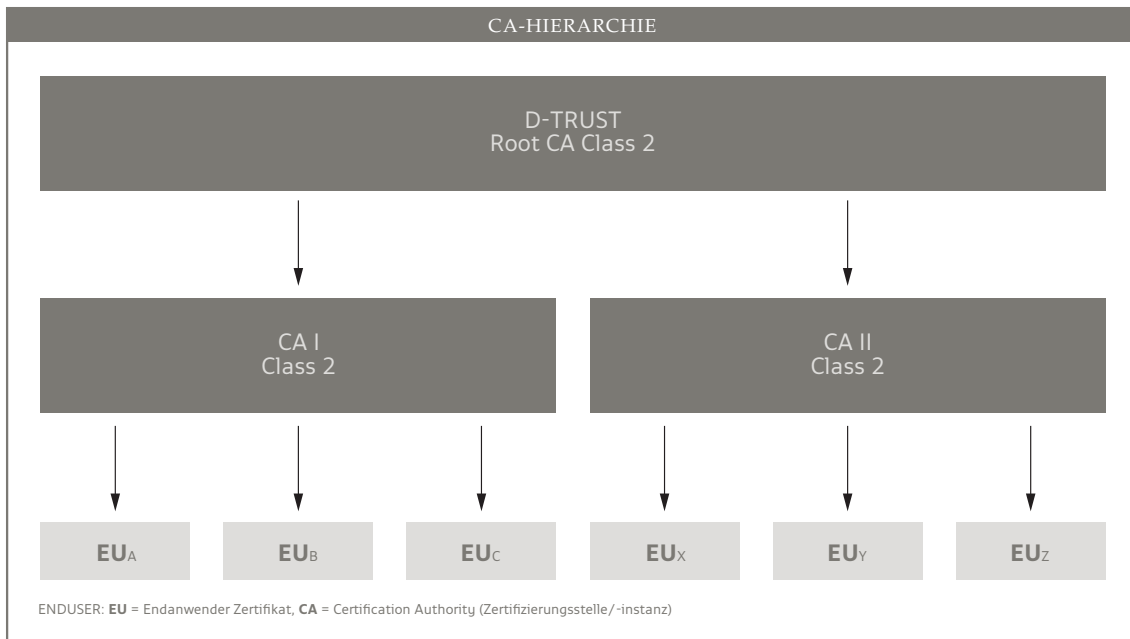 CA-HIERARCHIE
D-TRUST
Root CA Class 2
CA I
Class 2
CA II
Class 2
EUA
EUB
EUC
EUX
EUY
EUZ
ENDUSER: EU = Endanwender Zertifikat, CA = Certification Authority (Zertifizierungsstelle/-instanz)